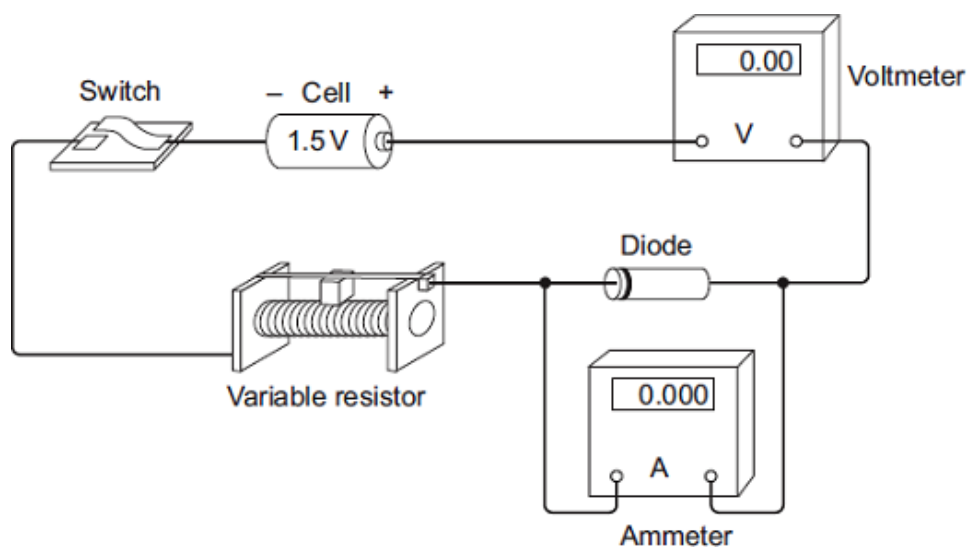 0.00
Voltmeter
Switch
– Cell +
1.5 V
V
Diode
Variable resistor
0.000
A
Ammeter